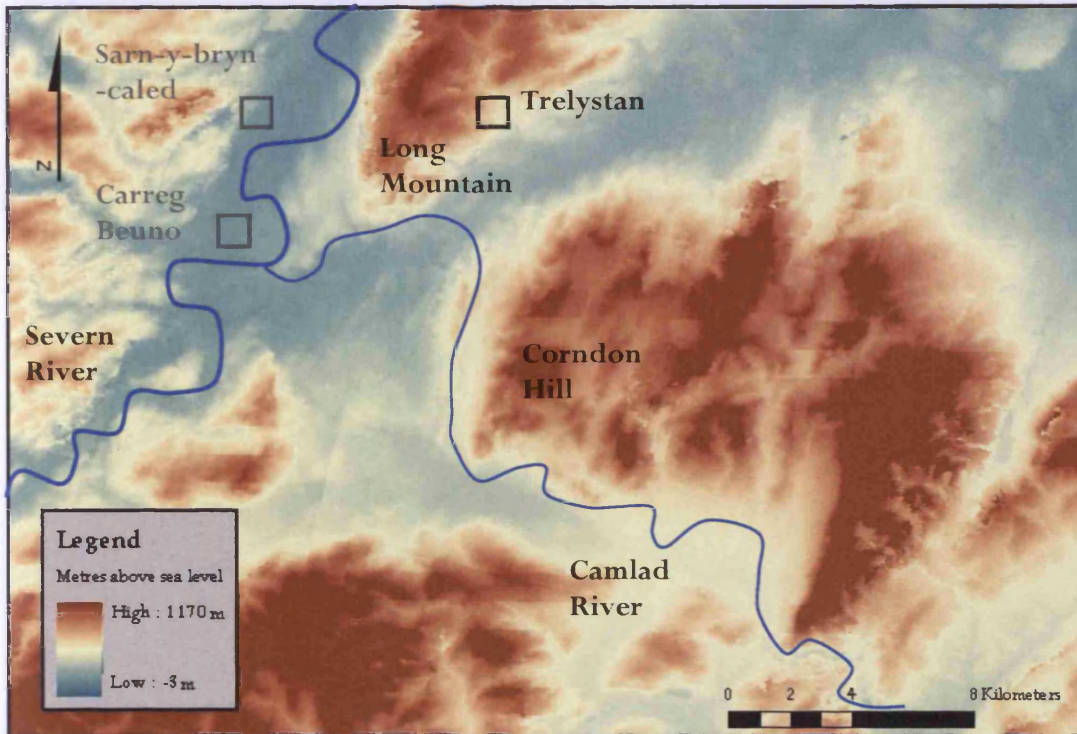 Sarn-y-bryn
-caled
Trelystan
Long
Mountain
N
Carreg
Beuno
Severn
River
Corndon
Hill
Legend
Metres above sea level
High : 1170 m
Low : -3 m
Camlad
River
0 2 4 8 Kilometers